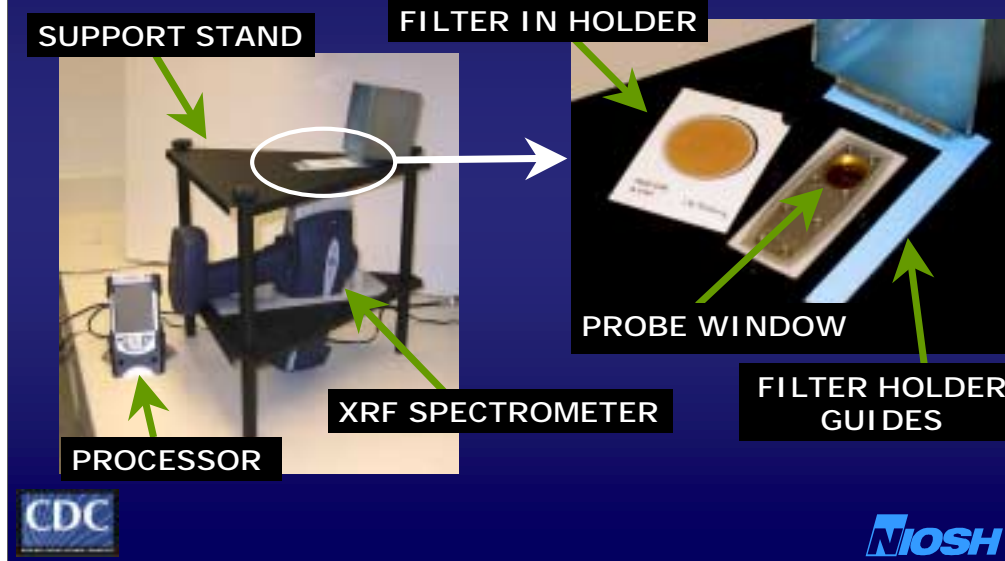 SUPPORT STAND
FILTER IN HOLDER
PROBE WINDOW
FILTER HOLDER
GUIDES
XRF SPECTROMETER
PROCESSOR
CDC
NIOSH